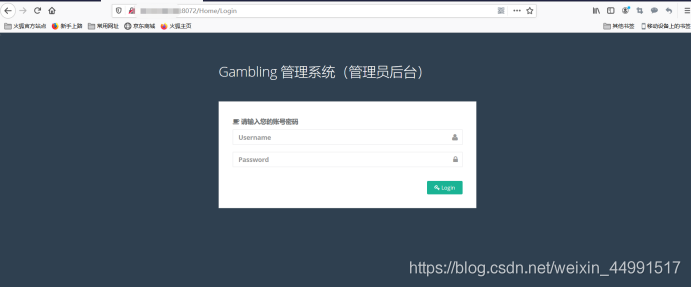 :8072/Home/Login
火狐官方站点 新手上路 常用网址 京东商城 火狐主页 其他书签 移动设备上的书签
Gambling 管理系统（管理员后台）
请输入您的账号密码
Username
Password
Login
https://blog.csdn.net/weixin_44991517